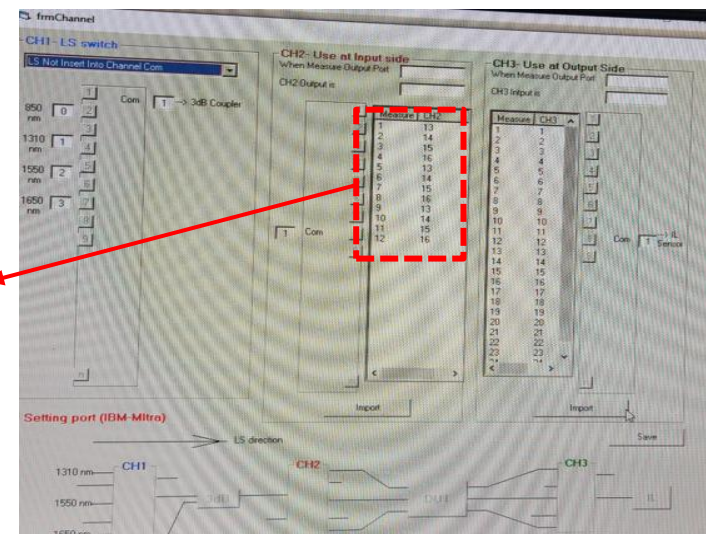 frmChannel
CH1- LS switch
LS Not Insert Into Channel Com
1
850 nm 0 2
Com 1 --> 3dB Coupler
3
1310 nm 1 4
1550 nm 2 5
6
1650 nm 3 7
8
9
n
CH2- Use at Input side
When Measure Output Port
CH2 Output is
1 Com
Measure CH2
1 13
2 14
3 15
4 16
5 13
6 14
7 15
8 16
9 13
10 14
11 15
12 16
Import
CH3- Use at Output Side
When Measure Output Port
CH3 Intput is
Measure CH3
1 1
2 2
3 3
4 4
5 5
6 6
7 7
8 8
9 9
10 10
11 11
12 12
13 13
14 14
15 15
16 16
17 17
18 18
19 19
20 20
21 21
22 22
23 23
Com 1 --> IL Sensor
Import
Save
Setting port (IBM-MItra)
LS direction
1310 nm
1550 nm
1650 nm
CH1
3dB
CH2
DUT
CH3
IL